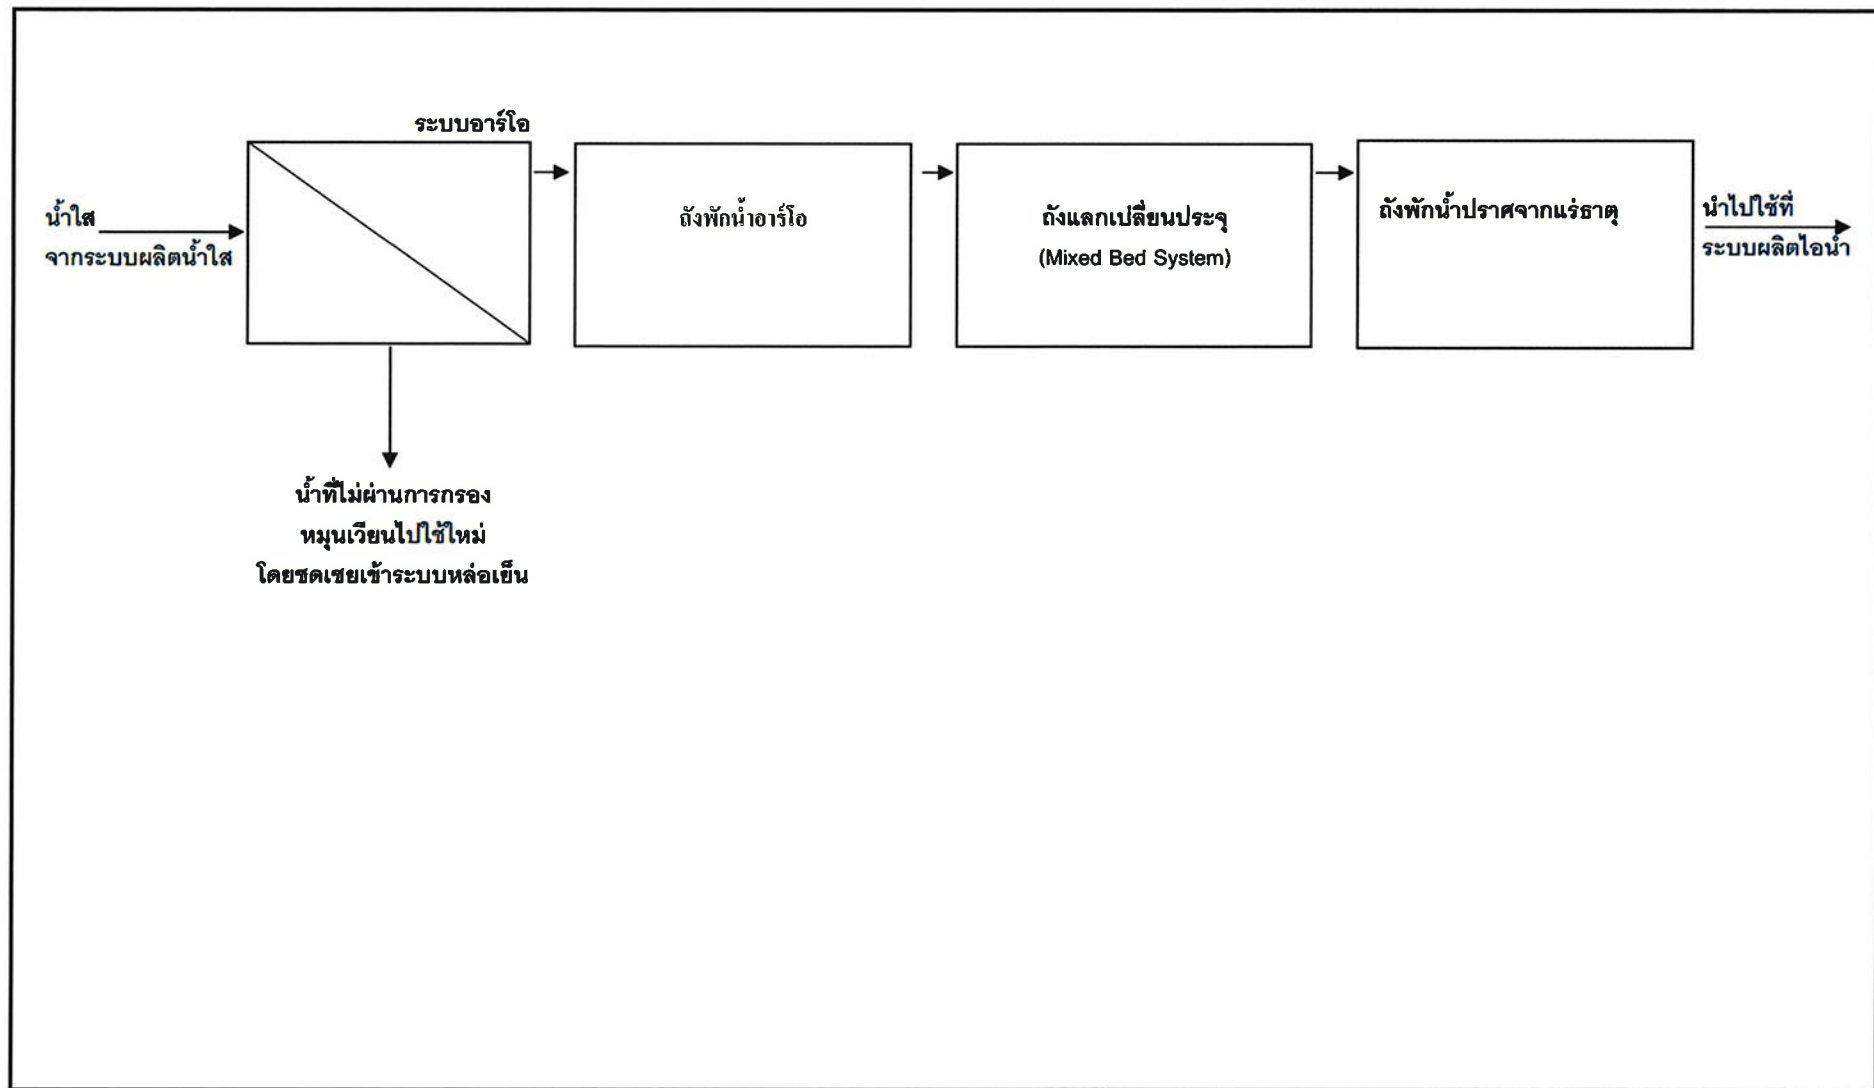 ระบบอาร์โอ
น้ำใส
จากระบบผลิตน้ำใส
ถังพักน้ำอาร์โอ
ถังแลกเปลี่ยนประจุ
(Mixed Bed System)
ถังพักน้ำปราศจากแร่ธาตุ
นำไปใช้ที่
ระบบผลิตไอน้ำ
น้ำที่ไม่ผ่านการกรอง
หมุนเวียนไปใช้ใหม่
โดยชดเชยเข้าระบบหล่อเย็น